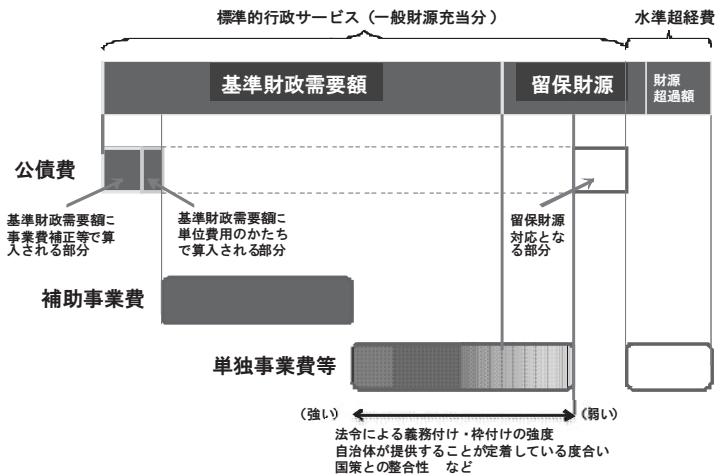 標準的行政サービス(一般財源充当分)
水準超経費
基準財政需要額
留保財源
財源
超過額
公債費
基準財政需要額に
事業費補正等で算
入される部分
基準財政需要額に
単位費用のかたち
で算入される部分
留保財源
対応とな
る部分
補助事業費
単独事業費等
(強い)
(弱い)
法令による義務付け・枠付けの強度
自治体が提供することが定着している度合い
国策との整合性 など